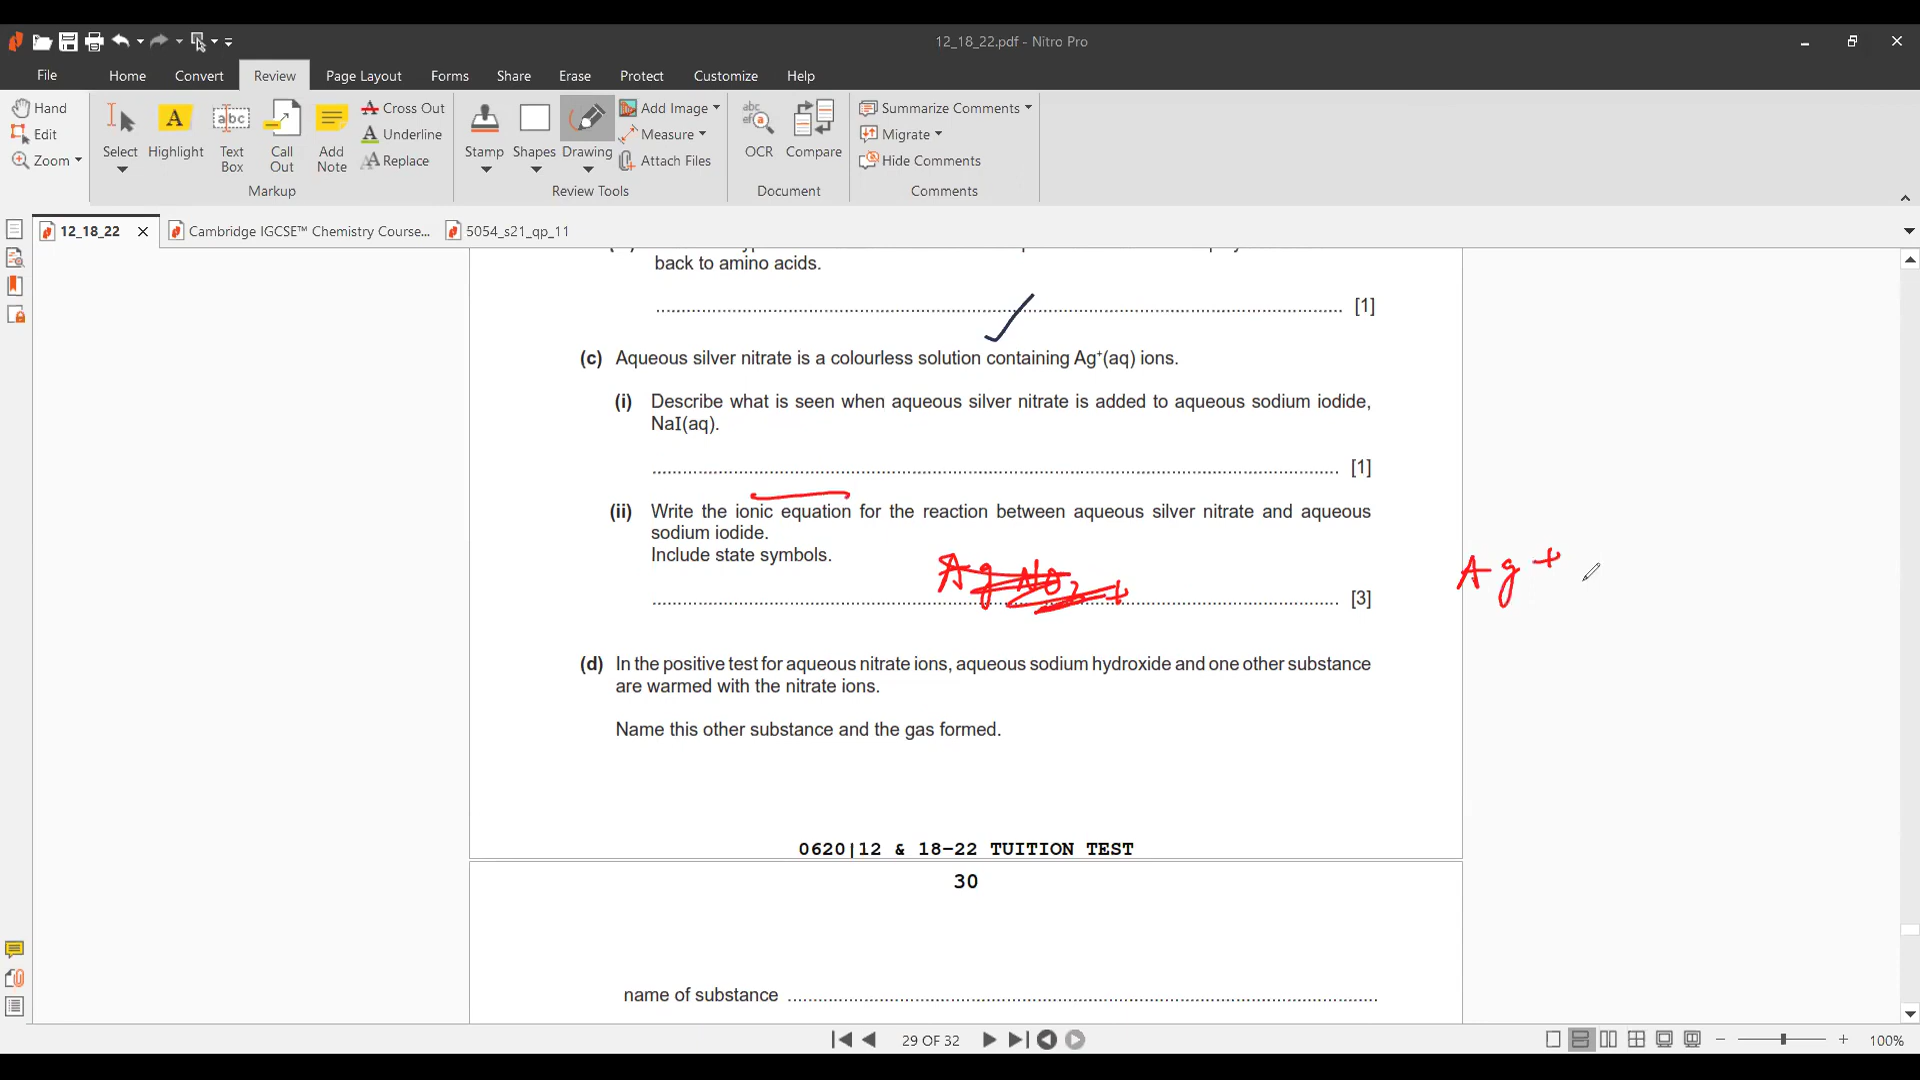 12_18_22.pdf - Nitro Pro
File Home Convert Review Page Layout Forms Share Erase Protect Customize Help
Hand
Edit
Zoom
Select
Highlight
Text Box
Call Out
Add Note
Cross Out
Underline
Replace
Markup
Stamp
Shapes
Drawing
Add Image
Measure
Attach Files
Review Tools
OCR
Compare
Document
Summarize Comments
Migrate
Hide Comments
Comments
12_18_22 Cambridge IGCSE™ Chemistry Course... 5054_s21_qp_11
back to amino acids.
[1]
(c) Aqueous silver nitrate is a colourless solution containing Ag⁺(aq) ions.
(i) Describe what is seen when aqueous silver nitrate is added to aqueous sodium iodide,
NaI(aq).
[1]
(ii) Write the ionic equation for the reaction between aqueous silver nitrate and aqueous
sodium iodide.
Include state symbols.
Ag +
[3]
(d) In the positive test for aqueous nitrate ions, aqueous sodium hydroxide and one other substance
are warmed with the nitrate ions.
Name this other substance and the gas formed.
0620|12 & 18-22 TUITION TEST
30
name of substance
29 OF 32
100%